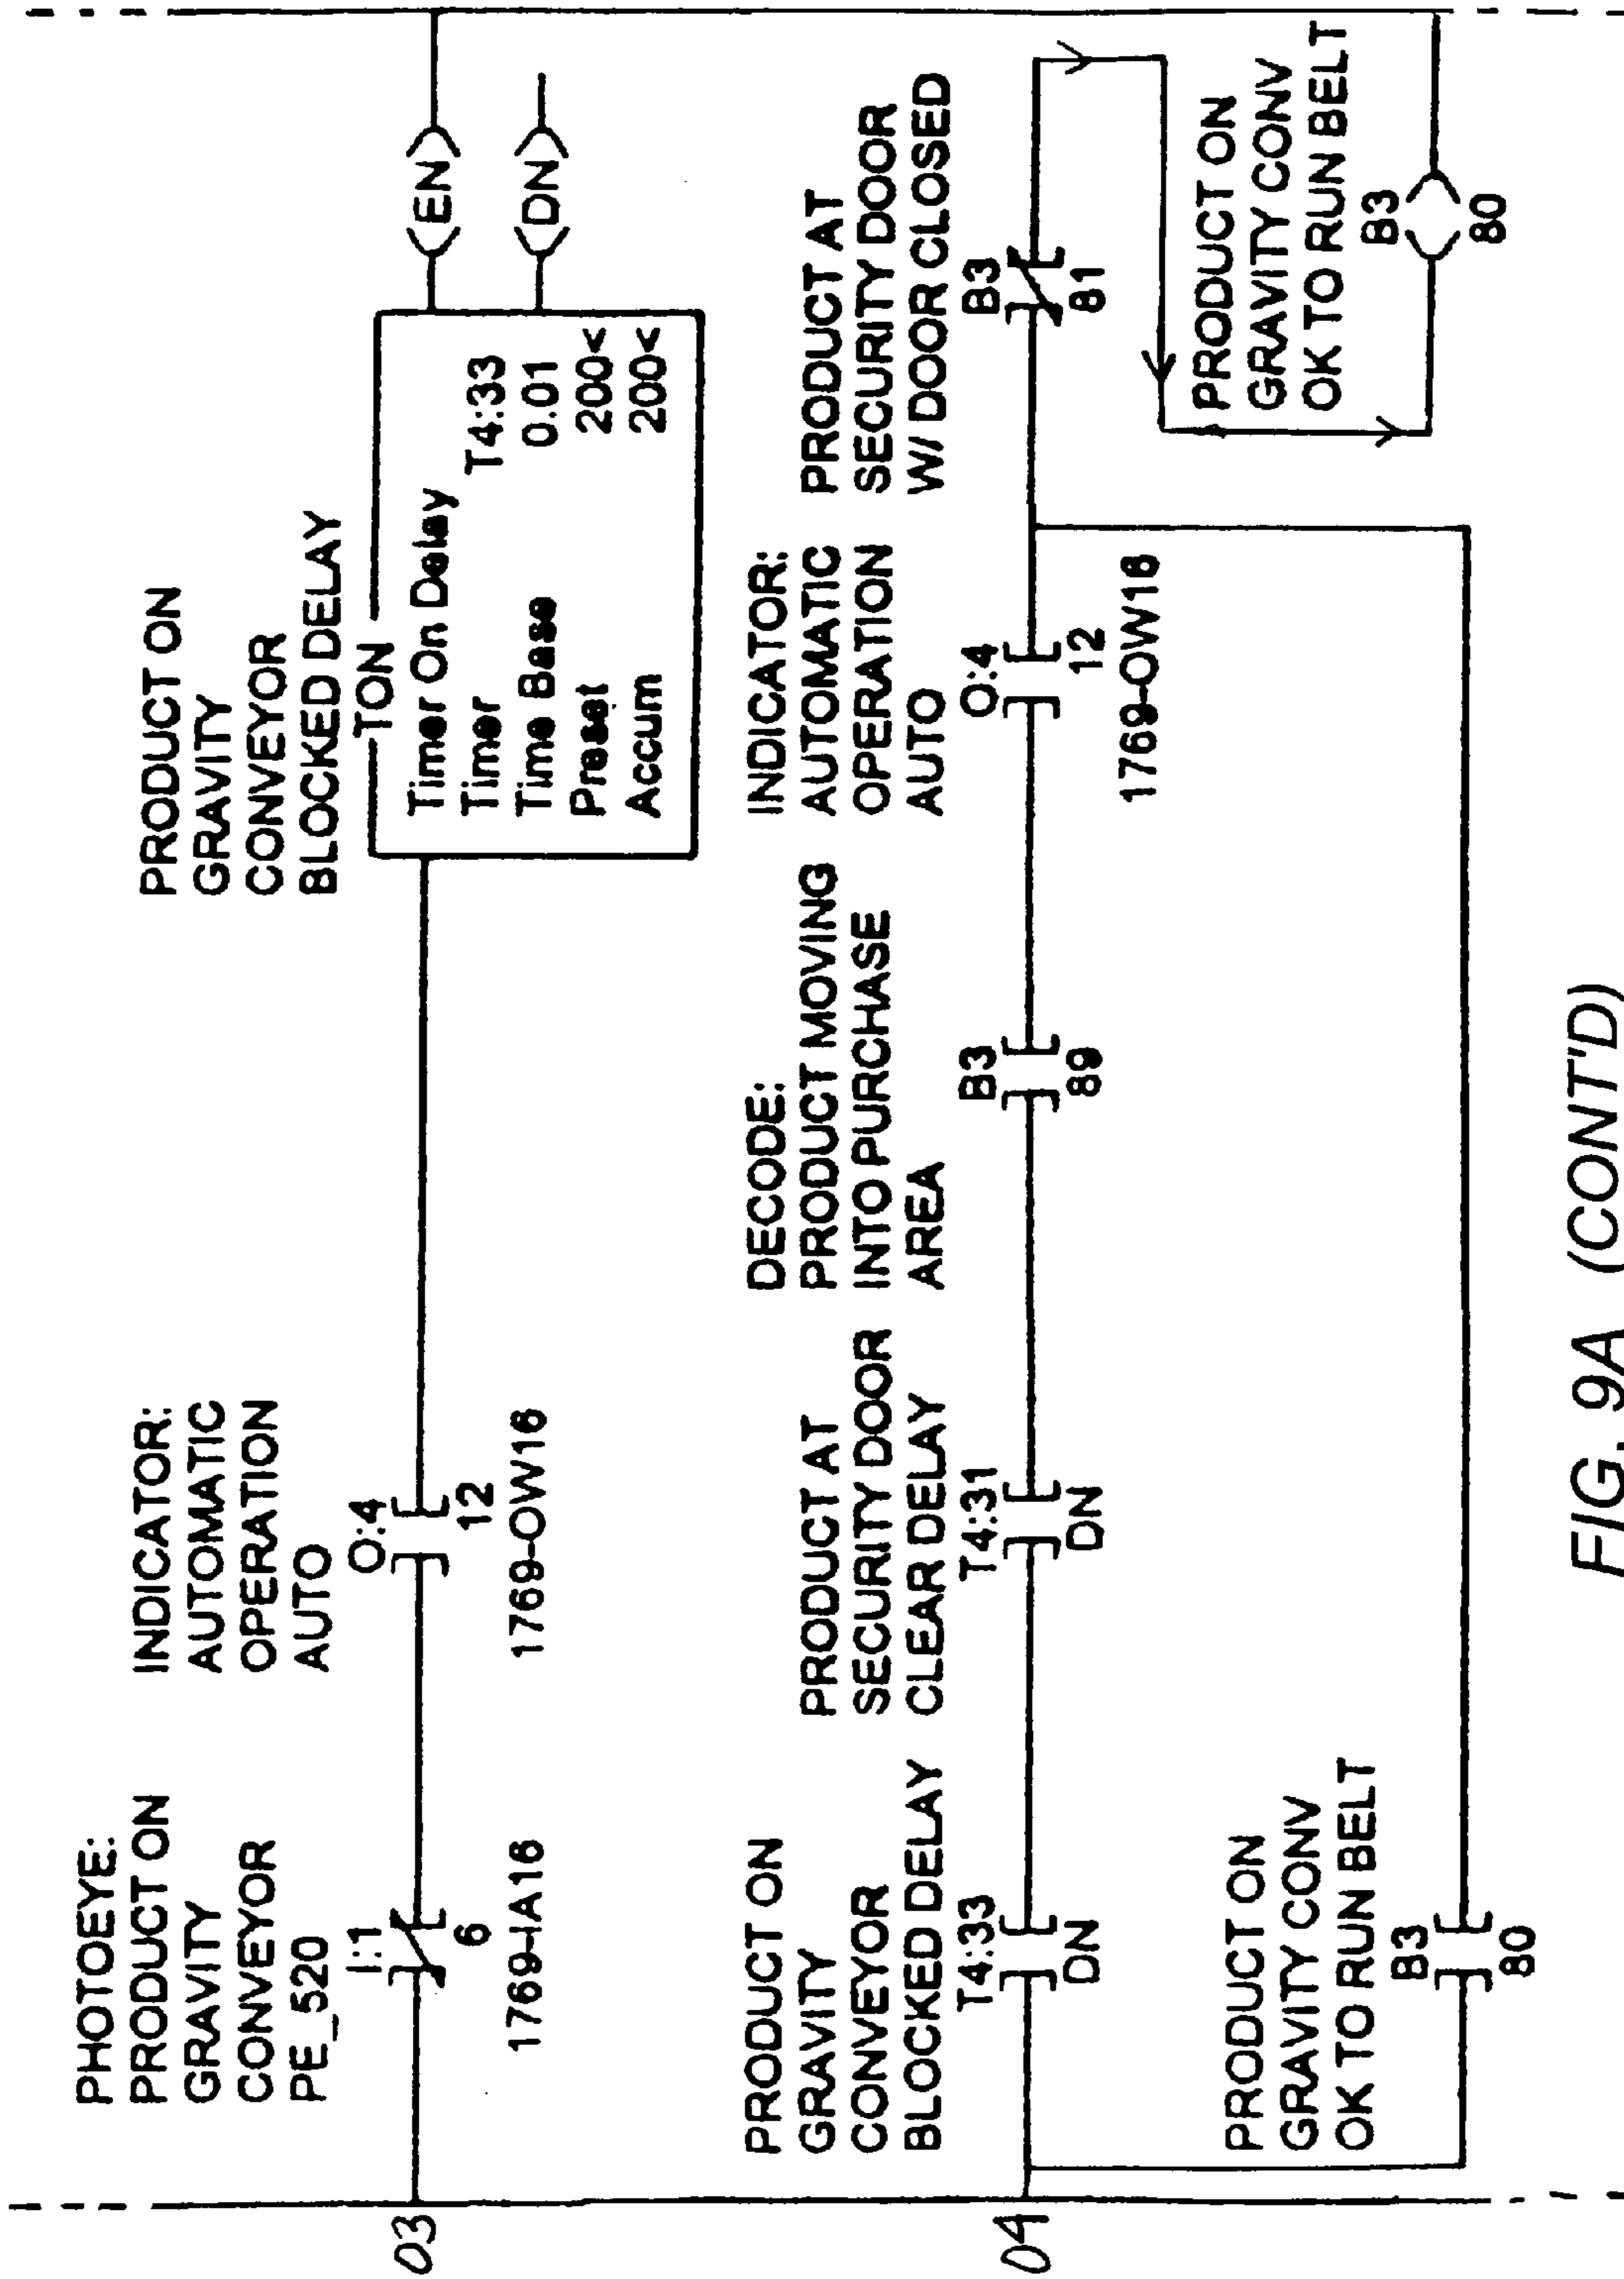 PHOTOEYE:
PRODUCT ON
GRAVITY
CONVEYOR
PE_520
I:1
6
1769-IA16
INDICATOR:
AUTOMATIC
OPERATION
AUTO
O:4
12
1769-OW16
PRODUCT ON
GRAVITY
CONVEYOR
BLOCKED DELAY
TON
Timer On Delay
Timer T4:33
Time Base 0.01
Preset 200<
Accum 200<
EN
DN
03
PRODUCT ON
GRAVITY
CONVEYOR
BLOCKED DELAY
T4:33
DN
PRODUCT AT
SECURITY DOOR
CLEAR DELAY
T4:31
DN
DECODE:
PRODUCT MOVING
INTO PURCHASE
AREA
B3
89
INDICATOR:
AUTOMATIC
OPERATION
AUTO
O:4
12
1769-OW16
PRODUCT AT
SECURITY DOOR
W/ DOOR CLOSED
B3
81
04
PRODUCT ON
GRAVITY CONV
OK TO RUN BELT
B3
80
PRODUCT ON
GRAVITY CONV
OK TO RUN BELT
B3
80
FIG. 9A (CONT'D)